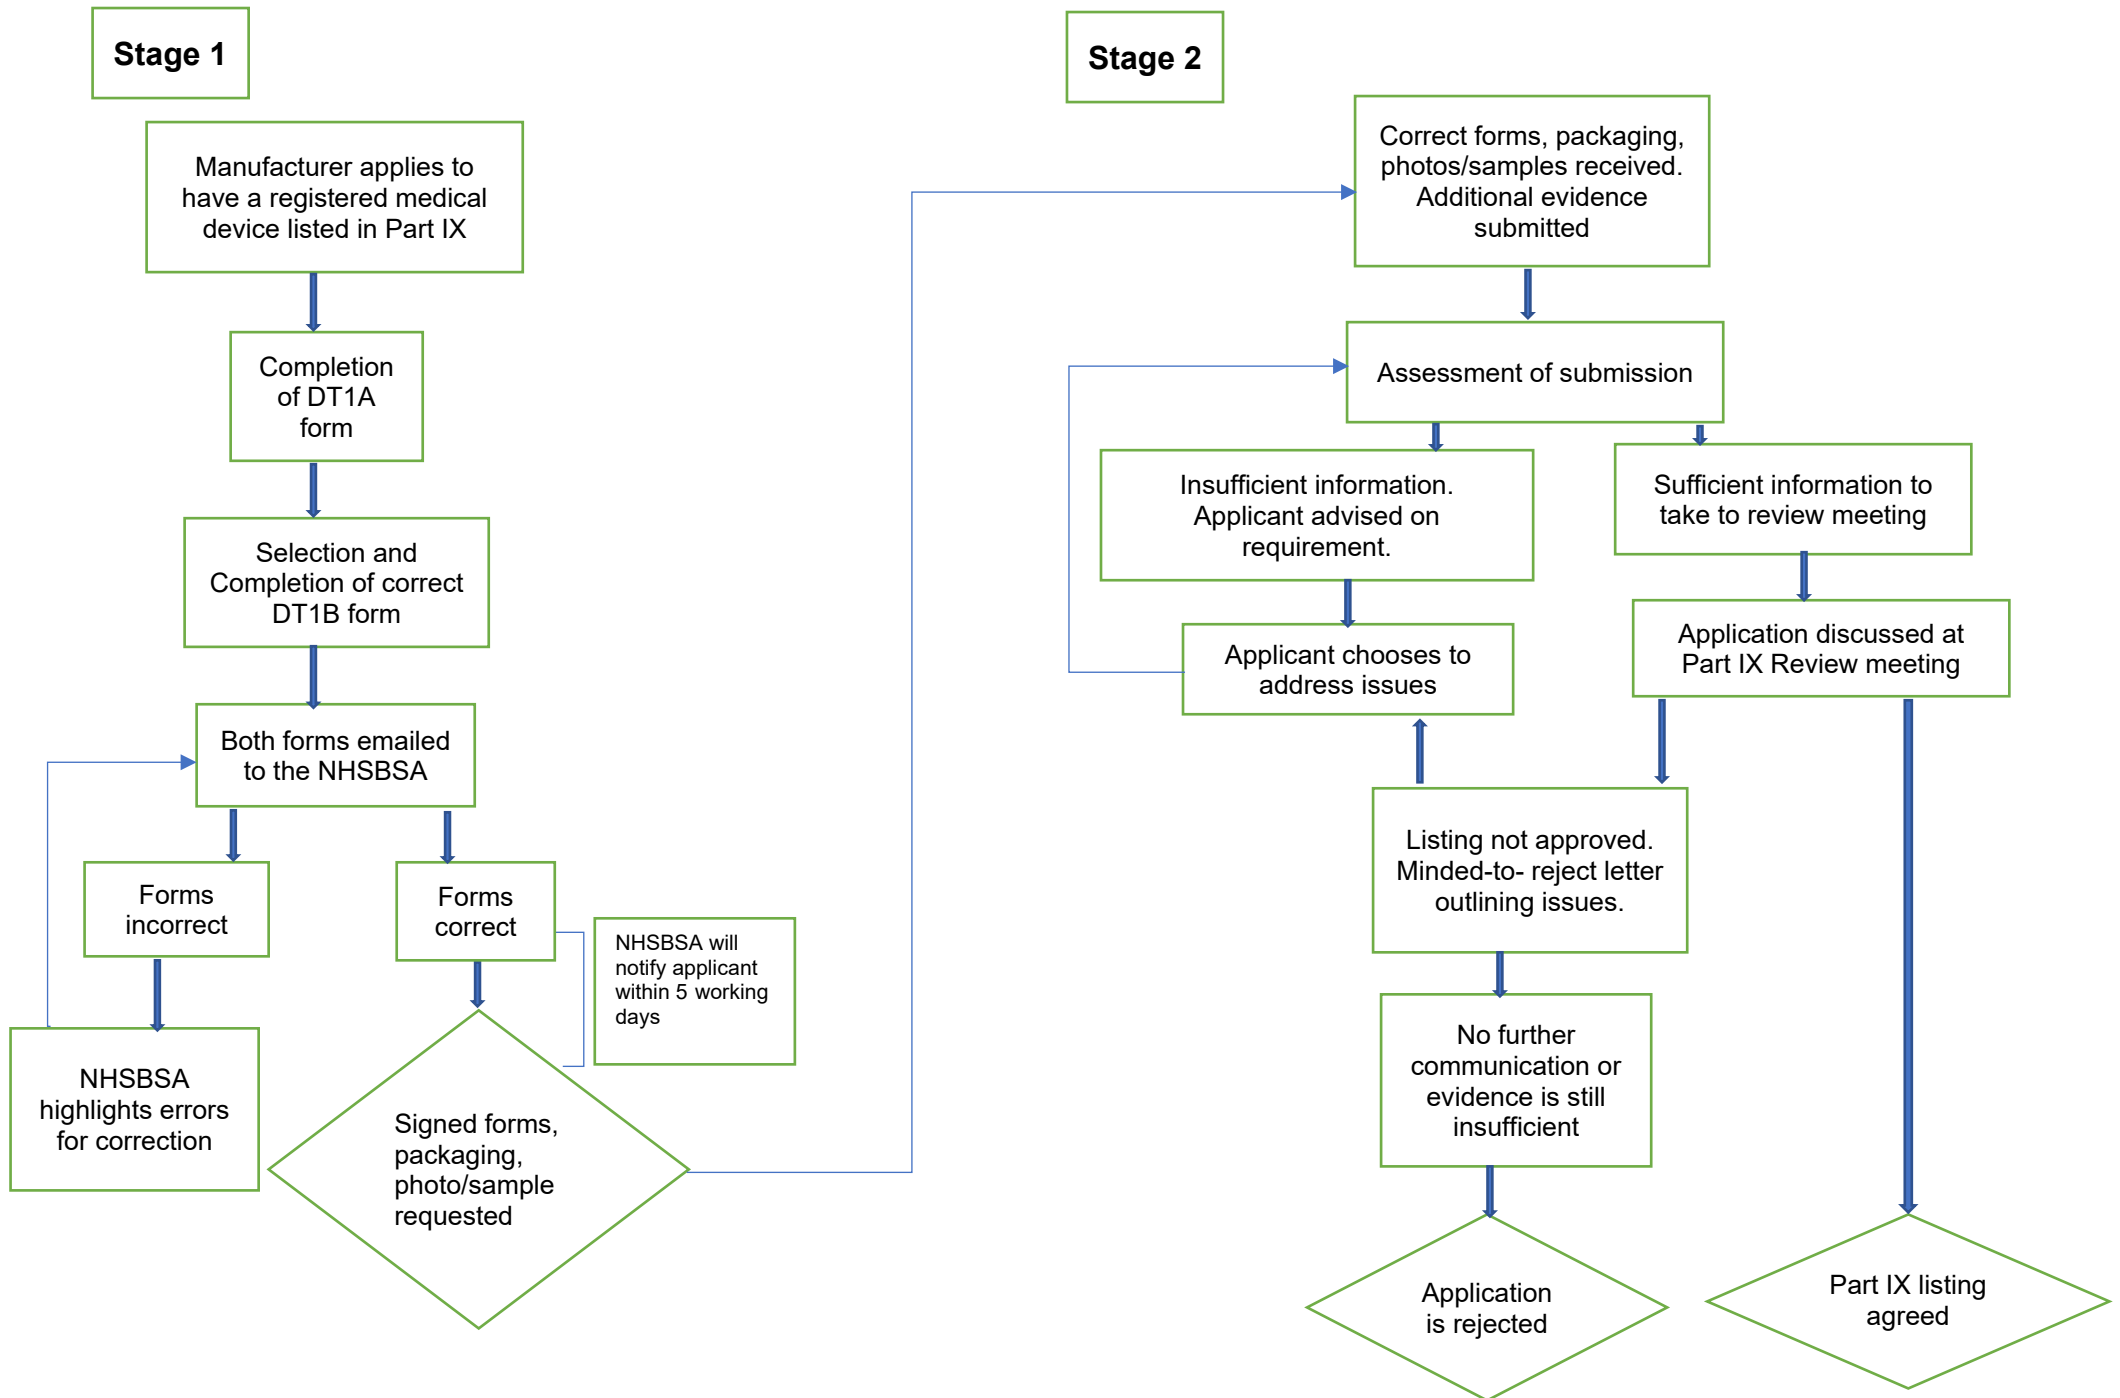 Stage 1
Manufacturer applies to
have a registered medical
device listed in Part IX
Completion
of DT1A
form
Selection and
Completion of correct
DT1B form
Both forms emailed
to the NHSBSA
Forms
incorrect
Forms
correct
NHSBSA will
notify applicant
within 5 working
days
NHSBSA
highlights errors
for correction
Signed forms,
packaging,
photo/sample
requested
Stage 2
Correct forms, packaging,
photos/samples received.
Additional evidence
submitted
Assessment of submission
Insufficient information.
Applicant advised on
requirement.
Sufficient information to
take to review meeting
Applicant chooses to
address issues
Application discussed at
Part IX Review meeting
Listing not approved.
Minded-to- reject letter
outlining issues.
No further
communication or
evidence is still
insufficient
Application
is rejected
Part IX listing
agreed